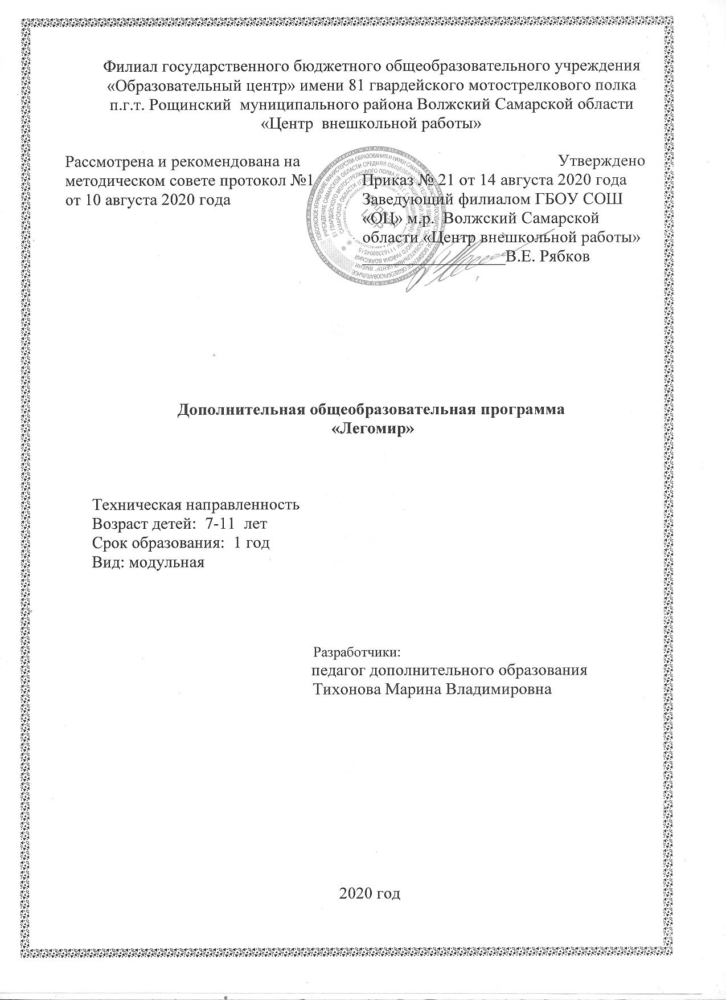 Филиал государственного бюджетного общеобразовательного учреждения
«Образовательный центр» имени 81 гвардейского мотострелкового полка
п.г.т. Рощинский муниципального района Волжский Самарской области
«Центр внешкольной работы»
Рассмотрена и рекомендована на
методическом совете протокол №1
от 10 августа 2020 года
Утверждено
Приказ № 21 от 14 августа 2020 года
Заведующий филиалом ГБОУ СОШ
«ОЦ» м.р. Волжский Самарской
области «Центр внешкольной работы»
__________________В.Е. Рябков
Дополнительная общеобразовательная программа
«Легомир»
Техническая направленность
Возраст детей: 7-11 лет
Срок образования: 1 год
Вид: модульная
Разработчики:
педагог дополнительного образования
Тихонова Марина Владимировна
2020 год